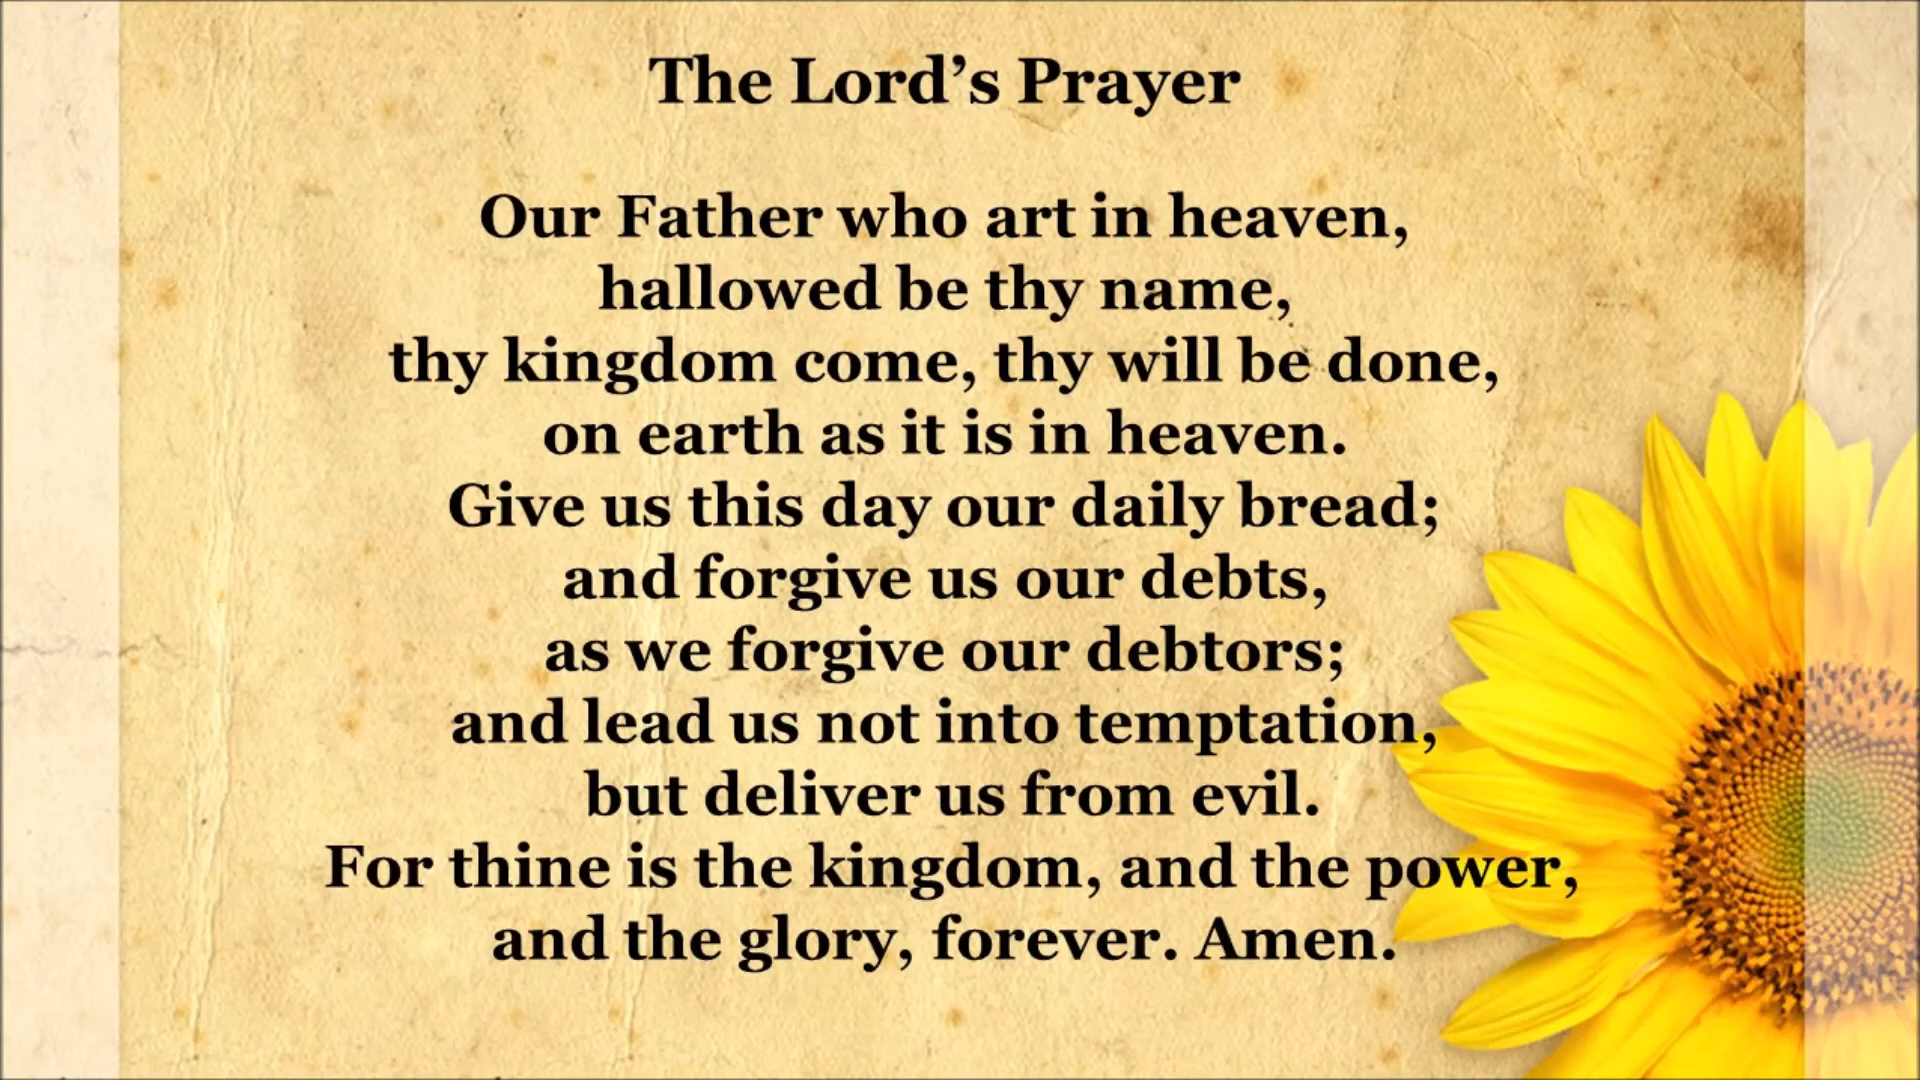 The Lord’s Prayer
Our Father who art in heaven,
hallowed be thy name,
thy kingdom come, thy will be done,
on earth as it is in heaven.
Give us this day our daily bread;
and forgive us our debts,
as we forgive our debtors;
and lead us not into temptation,
but deliver us from evil.
For thine is the kingdom, and the power,
and the glory, forever. Amen.